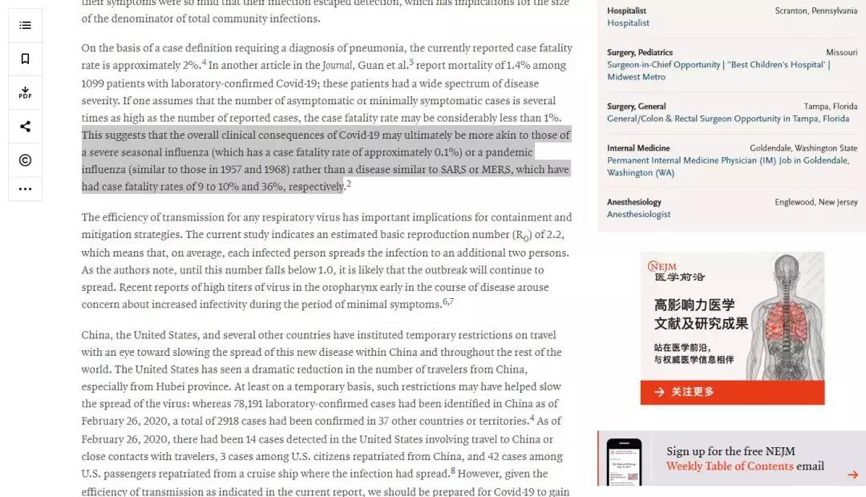 their symptoms were so mild that their infection escaped detection, which has implications for the size
of the denominator of total community infections.
On the basis of a case definition requiring a diagnosis of pneumonia, the currently reported case fatality
rate is approximately 2%.4 In another article in the Journal, Guan et al.5 report mortality of 1.4% among
1099 patients with laboratory-confirmed Covid-19; these patients had a wide spectrum of disease
severity. If one assumes that the number of asymptomatic or minimally symptomatic cases is several
times as high as the number of reported cases, the case fatality rate may be considerably less than 1%.
This suggests that the overall clinical consequences of Covid-19 may ultimately be more akin to those of
a severe seasonal influenza (which has a case fatality rate of approximately 0.1%) or a pandemic
influenza (similar to those in 1957 and 1968) rather than a disease similar to SARS or MERS, which have
had case fatality rates of 9 to 10% and 36%, respectively.2
The efficiency of transmission for any respiratory virus has important implications for containment and
mitigation strategies. The current study indicates an estimated basic reproduction number (R0) of 2.2,
which means that, on average, each infected person spreads the infection to an additional two persons.
As the authors note, until this number falls below 1.0, it is likely that the outbreak will continue to
spread. Recent reports of high titers of virus in the oropharynx early in the course of disease arouse
concern about increased infectivity during the period of minimal symptoms.6,7
China, the United States, and several other countries have instituted temporary restrictions on travel
with an eye toward slowing the spread of this new disease within China and throughout the rest of the
world. The United States has seen a dramatic reduction in the number of travelers from China,
especially from Hubei province. At least on a temporary basis, such restrictions may have helped slow
the spread of the virus: whereas 78,191 laboratory-confirmed cases had been identified in China as of
February 26, 2020, a total of 2918 cases had been confirmed in 37 other countries or territories.4 As of
February 26, 2020, there had been 14 cases detected in the United States involving travel to China or
close contacts with travelers, 3 cases among U.S. citizens repatriated from China, and 42 cases among
U.S. passengers repatriated from a cruise ship where the infection had spread.8 However, given the
efficiency of transmission as indicated in the current report, we should be prepared for Covid-19 to gain
PDF
Hospitalist Scranton, Pennsylvania
Hospitalist
Surgery, Pediatrics Missouri
Surgeon-in-Chief Opportunity | "Best Children's Hospital' |
Midwest Metro
Surgery, General Tampa, Florida
General/Colon & Rectal Surgeon Opportunity in Tampa, Florida
Internal Medicine Goldendale, Washington State
Permanent Internal Medicine Physician (IM) Job in Goldendale,
Washington (WA)
Anesthesiology Englewood, New Jersey
Anesthesiologist
NEJM
医学前沿
高影响力医学
文献及研究成果
站在医学前沿，
与权威医学信息相伴
→ 关注更多
Sign up for the free NEJM
Weekly Table of Contents email